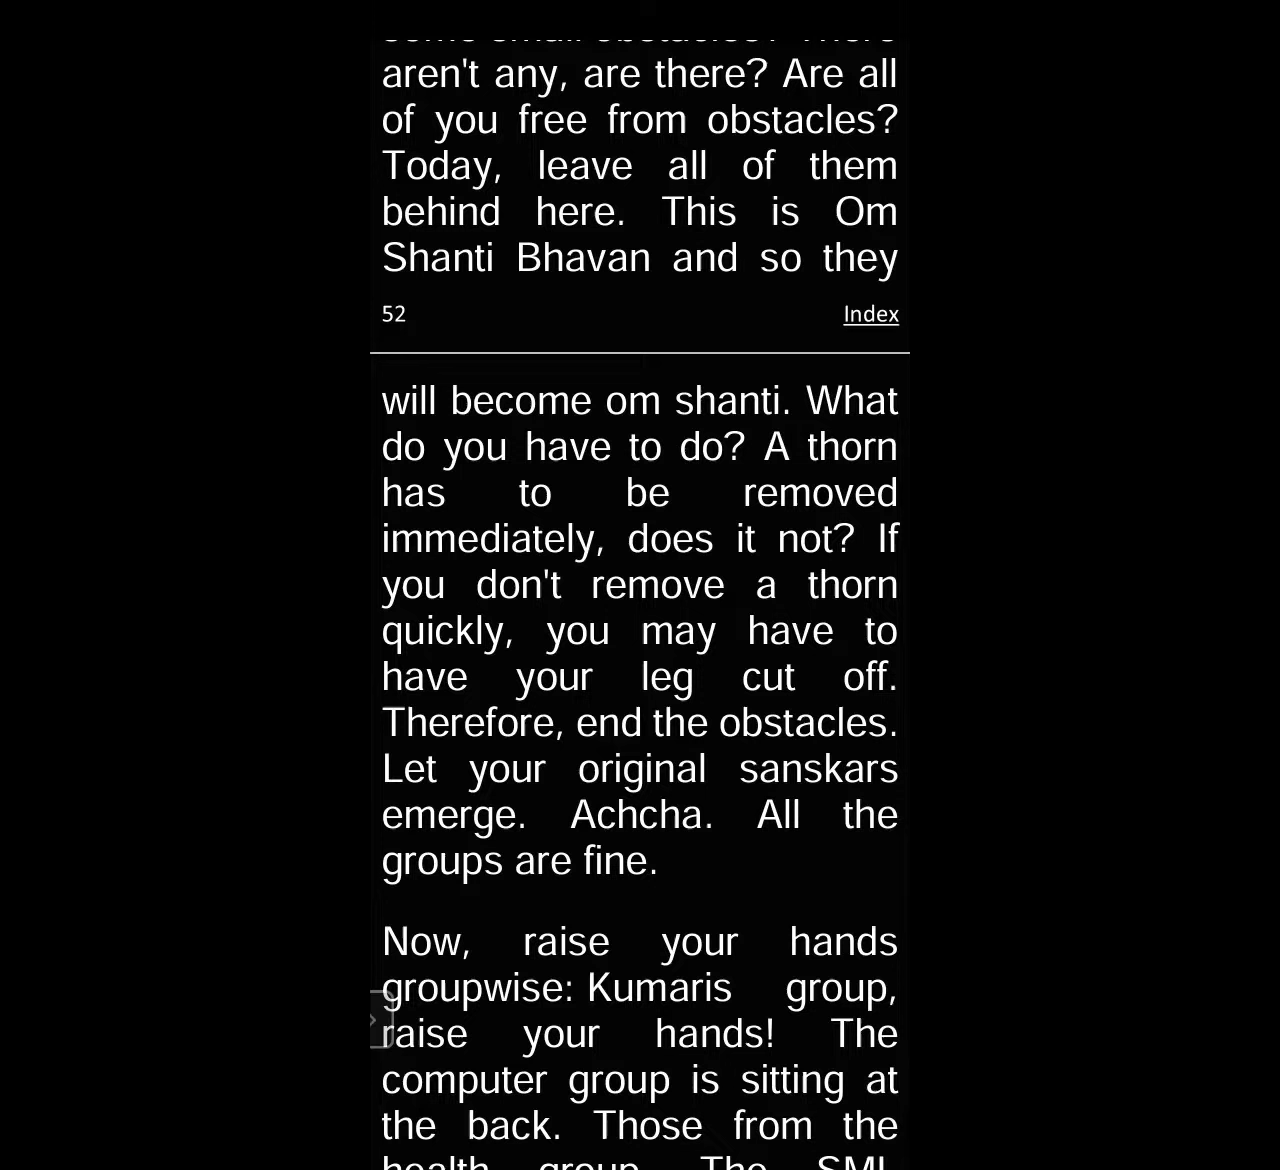 aren't any, are there? Are all
of you free from obstacles?
Today, leave all of them
behind here. This is Om
Shanti Bhavan and so they
52 Index
will become om shanti. What
do you have to do? A thorn
has to be removed
immediately, does it not? If
you don't remove a thorn
quickly, you may have to
have your leg cut off.
Therefore, end the obstacles.
Let your original sanskars
emerge. Achcha. All the
groups are fine.
Now, raise your hands
groupwise: Kumaris group,
raise your hands! The
computer group is sitting at
the back. Those from the
health group. The